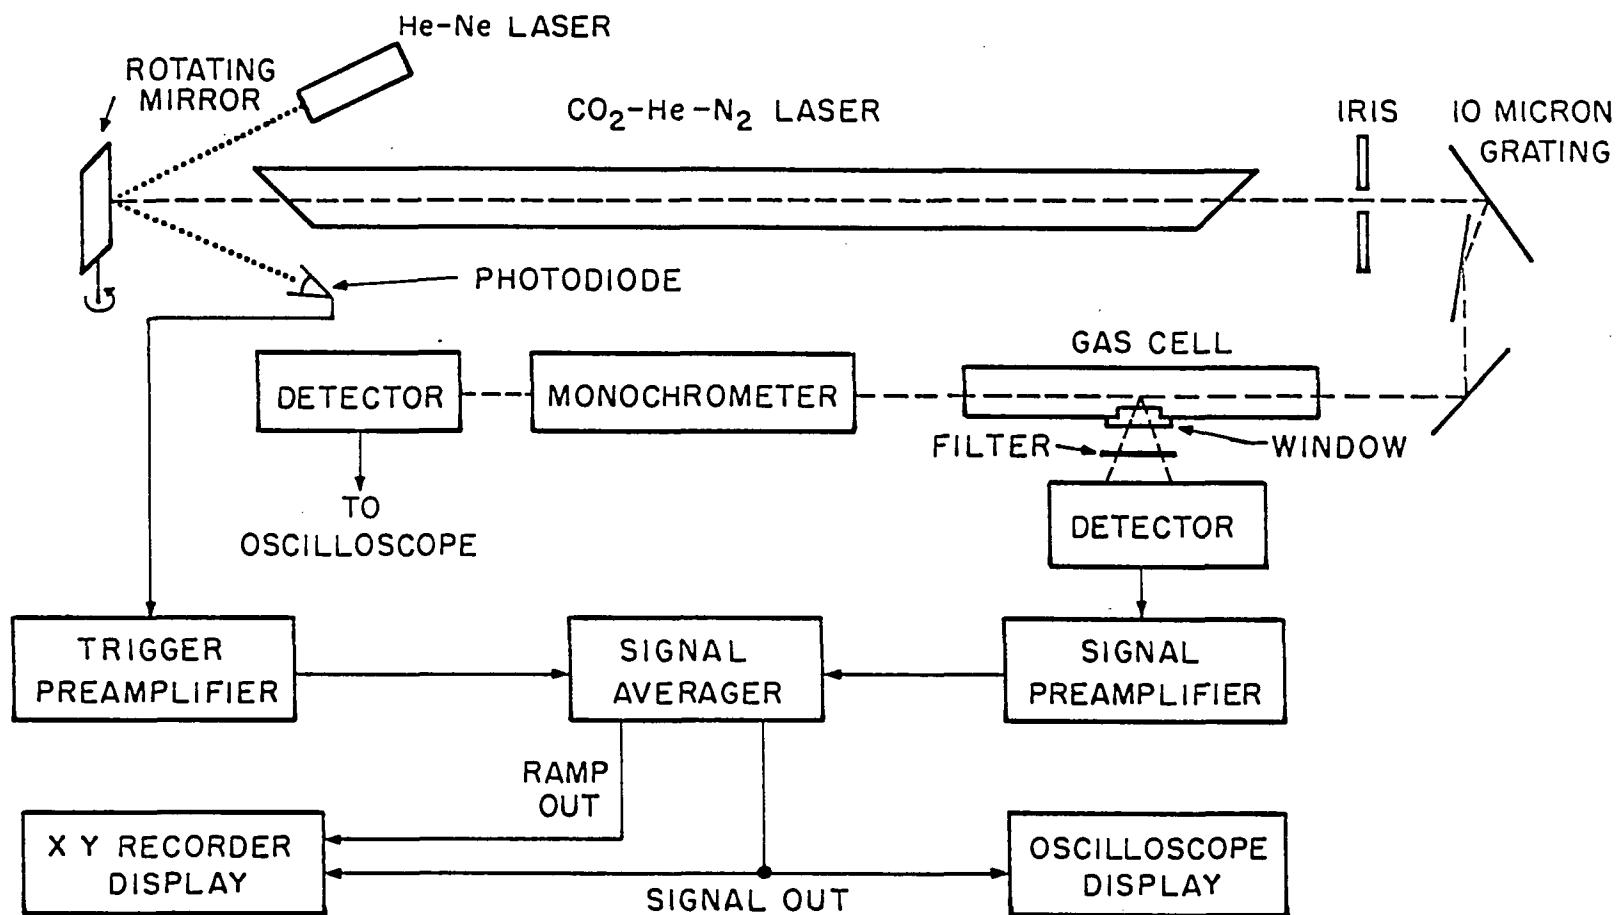 He-Ne LASER
ROTATING
MIRROR
CO2-He-N2 LASER
IRIS
10 MICRON
GRATING
PHOTODIODE
GAS CELL
DETECTOR
MONOCHROMETER
FILTER
WINDOW
TO
OSCILLOSCOPE
DETECTOR
TRIGGER
PREAMPLIFIER
SIGNAL
AVERAGER
SIGNAL
PREAMPLIFIER
RAMP
OUT
X Y RECORDER
DISPLAY
SIGNAL OUT
OSCILLOSCOPE
DISPLAY